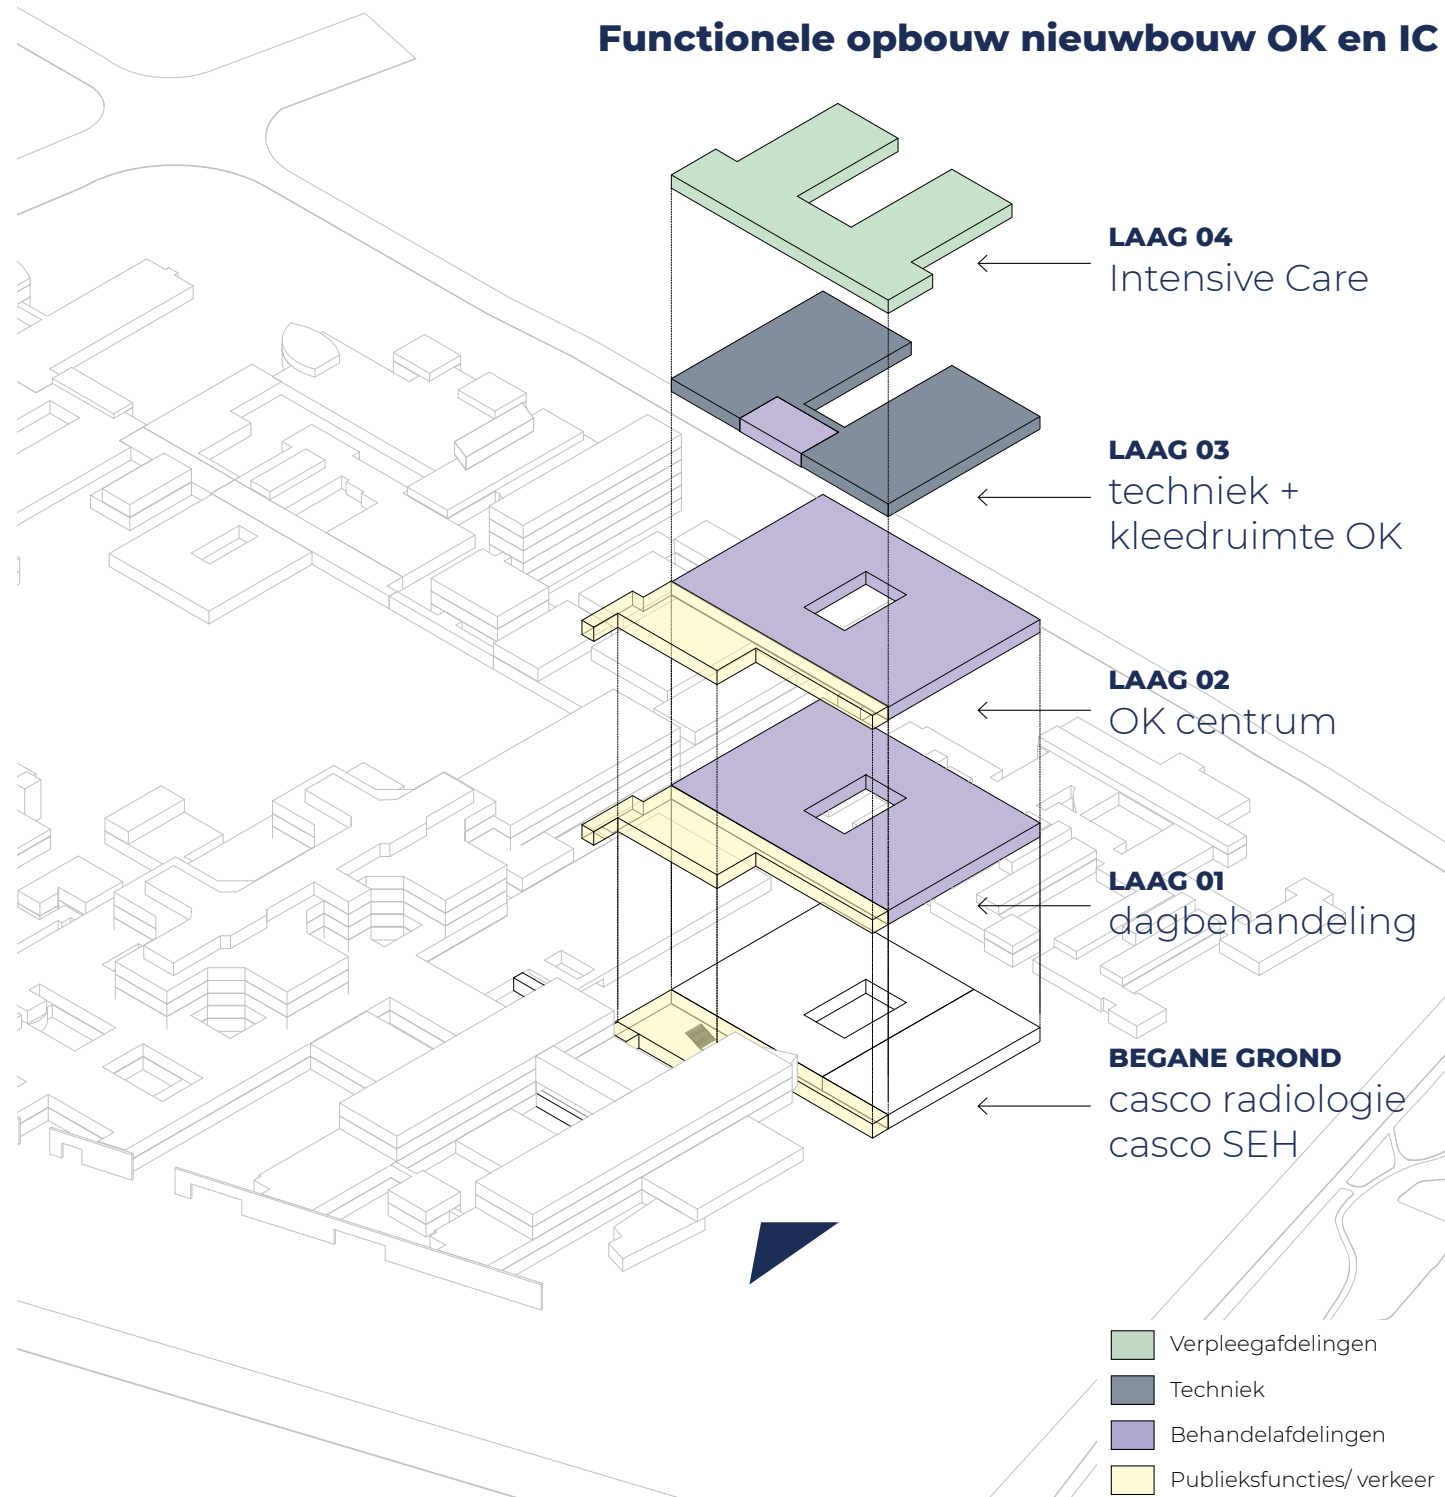 Functionele opbouw nieuwbouw OK en IC
LAAG 04
Intensive Care
LAAG 03
techniek +
kleedruimte OK
LAAG 02
OK centrum
LAAG 01
dagbehandeling
BEGANE GROND
casco radiologie
casco SEH
Verpleegafdelingen
Techniek
Behandelafdelingen
Publieksfuncties/ verkeer